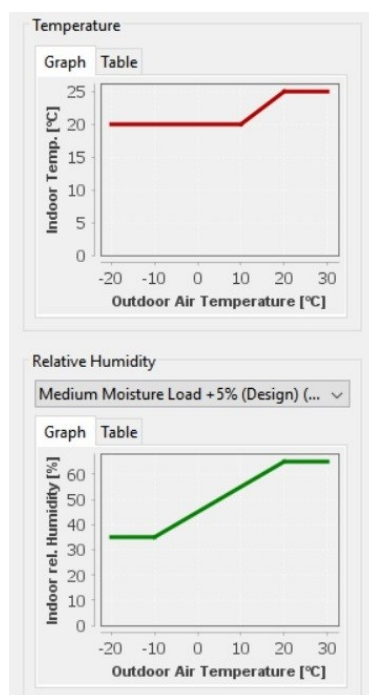 Temperature
Graph Table
Indoor Temp. [°C]
25
20
15
10
5
0
-20 -10 0 10 20 30
Outdoor Air Temperature [°C]
Relative Humidity
Medium Moisture Load +5% (Design) (...
Graph Table
Indoor rel. Humidity [%]
60
50
40
30
20
10
0
-20 -10 0 10 20 30
Outdoor Air Temperature [°C]